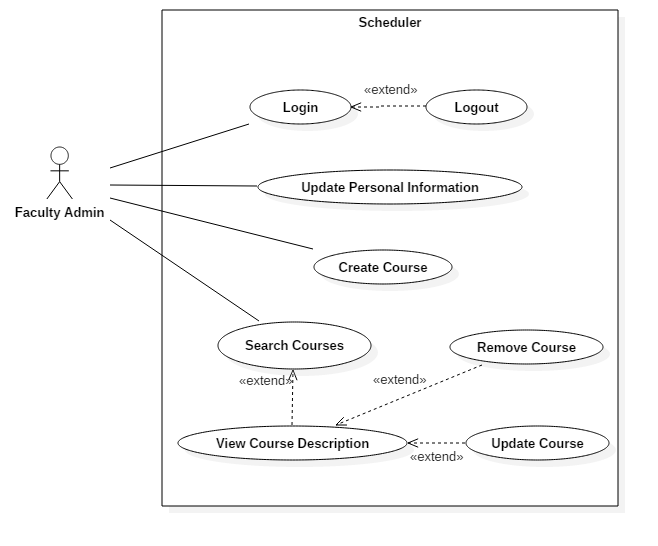 Scheduler
«extend»
Login
Logout
Update Personal Information
Faculty Admin
Create Course
Search Courses
Remove Course
«extend»
«extend»
View Course Description
Update Course
«extend»